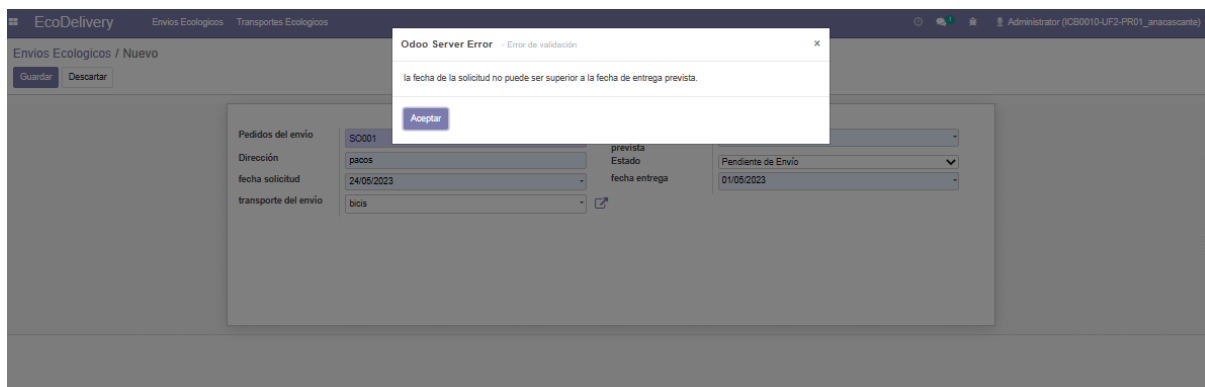 EcoDelivery Envios Ecologicos Transportes Ecologicos 1 Administrator (ICB0010-UF2-PR01_anacascante)
Odoo Server Error - Error de validación ×
Envios Ecologicos / Nuevo
Guardar Descartar
la fecha de la solicitud no puede ser superior a la fecha de entrega prevista.
Aceptar
Pedidos del envío SO001
prevista
Dirección pacos Estado Pendiente de Envío
fecha solicitud 24/05/2023 fecha entrega 01/05/2023
transporte del envío bicis